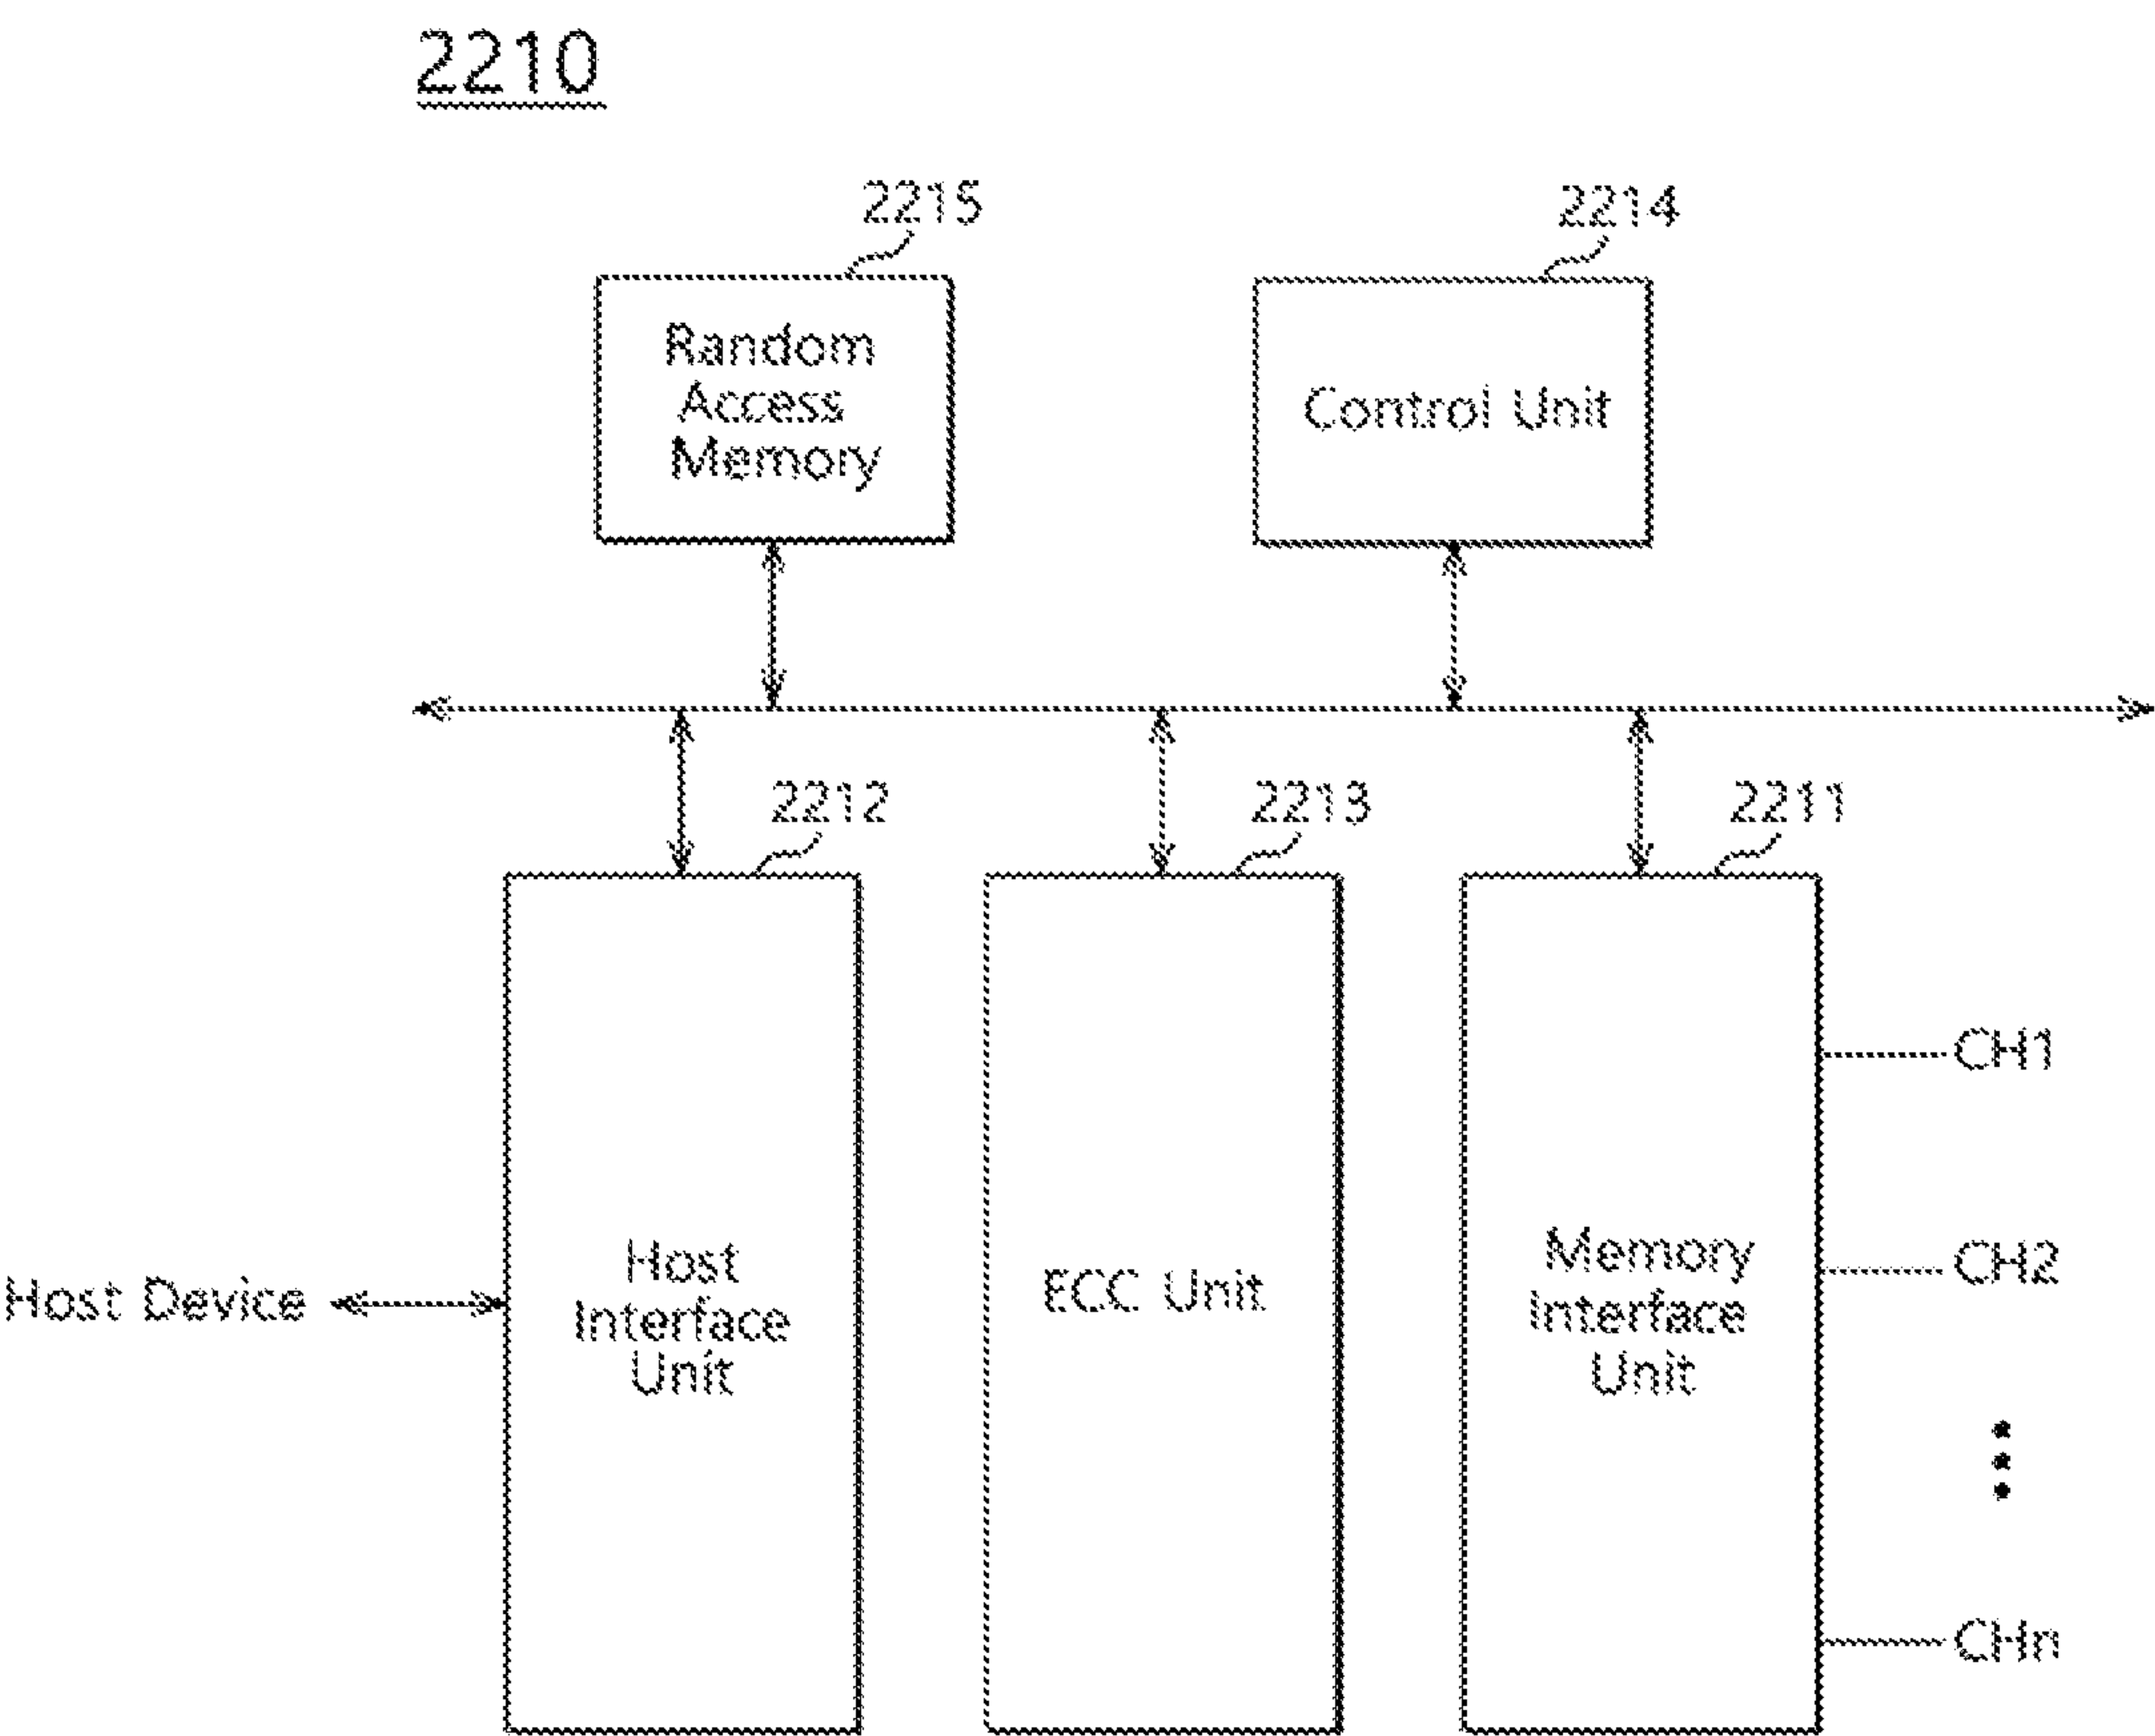 2210
2215
2214
Random
Access
Memory
Control Unit
2212
2213
2211
Host Device
Host
Interface
Unit
ECC Unit
Memory
Interface
Unit
CH1
CH2
CHn